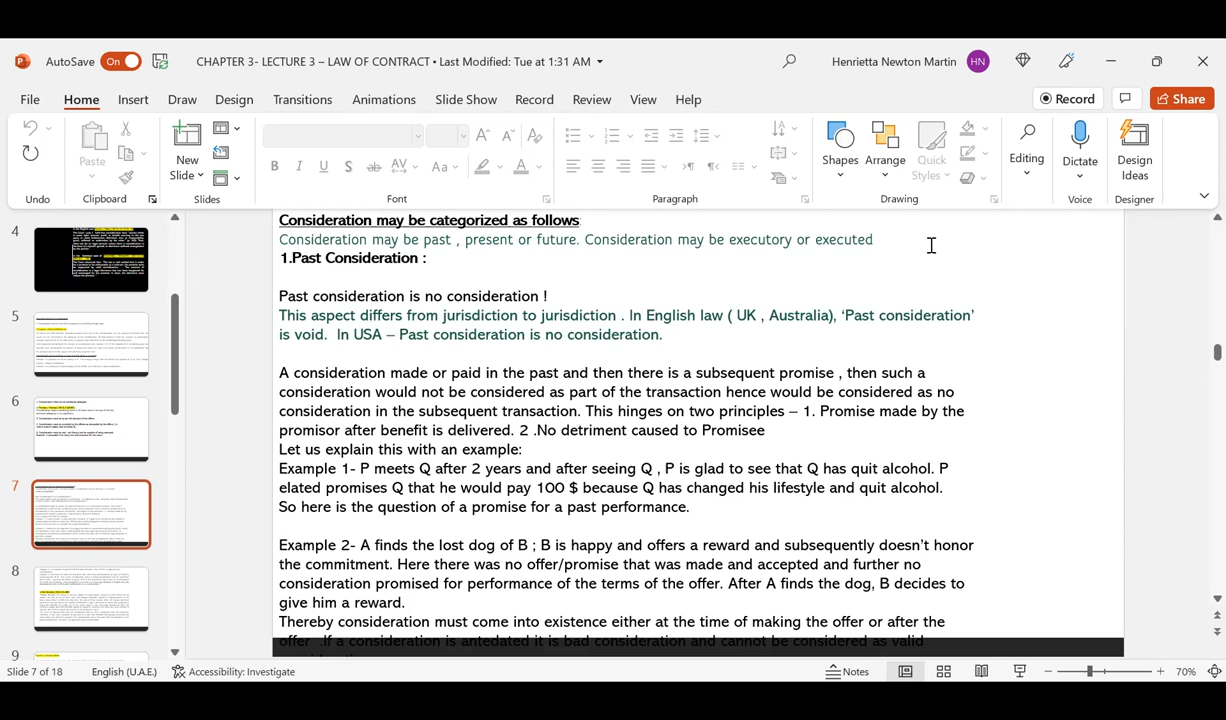 AutoSave On CHAPTER 3- LECTURE 3 – LAW OF CONTRACT • Last Modified: Tue at 1:31 AM Henrietta Newton Martin HN
File Home Insert Draw Design Transitions Animations Slide Show Record Review View Help Record Share
Paste New Slide Shapes Arrange Quick Styles Editing Dictate Design Ideas
Undo Clipboard Slides Font Paragraph Drawing Voice Designer
Consideration may be categorized as follows
Consideration may be past , present or future. Consideration may be executory or executed
1.Past Consideration :
Past consideration is no consideration !
This aspect differs from jurisdiction to jurisdiction . In English law ( UK , Australia), ‘Past consideration’
is void. In USA – Past consideration is no consideration.
A consideration made or paid in the past and then there is a subsequent promise , then such a
consideration would not be considered as part of the transaction hence would be considered as no
consideration in the subsequent transaction. This hinges on two principles – 1. Promise made by the
promisor after benefit is delivered. 2 .No detriment caused to Promisee
Let us explain this with an example:
Example 1- P meets Q after 2 years and after seeing Q , P is glad to see that Q has quit alcohol. P
elated promises Q that he would pay 100 $ because Q has changed his lifestyle and quit alcohol.
So here is the question of a promise for a past performance.
Example 2- A finds the lost dog of B ; B is happy and offers a reward and subsequently doesn’t honor
the commitment. Here there was no offer/promise that was made and accepted and further no
consideration promised for performance of the terms of the offer. After A finds the dog, B decides to
give him a reward.
Thereby consideration must come into existence either at the time of making the offer or after the
offer .If a consideration is antedated it is bad consideration and cannot be considered as valid
4
5
6
7
8
9
Slide 7 of 18 English (U.A.E.) Accessibility: Investigate Notes 70%